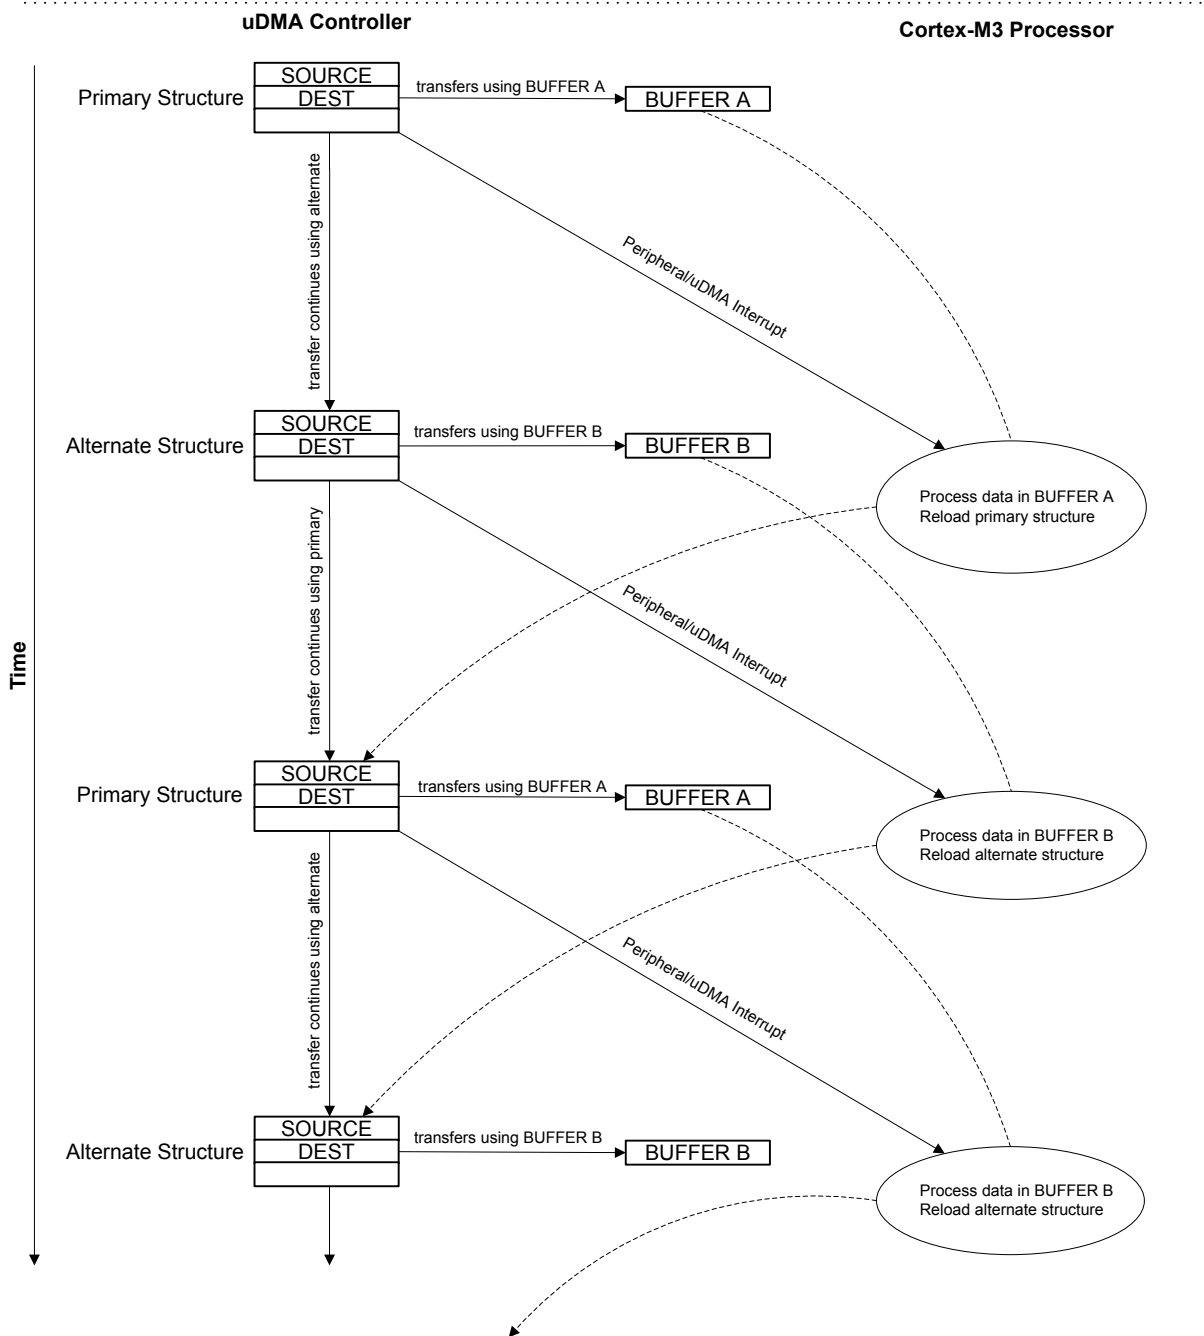 uDMA Controller
Cortex-M3 Processor
SOURCE
transfers using BUFFER A
Primary Structure
DEST
BUFFER A
transfer continues using alternate
Peripheral/uDMA Interrupt
SOURCE
transfers using BUFFER B
Alternate Structure
DEST
BUFFER B
Process data in BUFFER A
Reload primary structure
transfer continues using primary
Peripheral/uDMA Interrupt
Time
SOURCE
transfers using BUFFER A
Primary Structure
DEST
BUFFER A
Process data in BUFFER B
Reload alternate structure
transfer continues using alternate
Peripheral/uDMA Interrupt
SOURCE
transfers using BUFFER B
Alternate Structure
DEST
BUFFER B
Process data in BUFFER B
Reload alternate structure